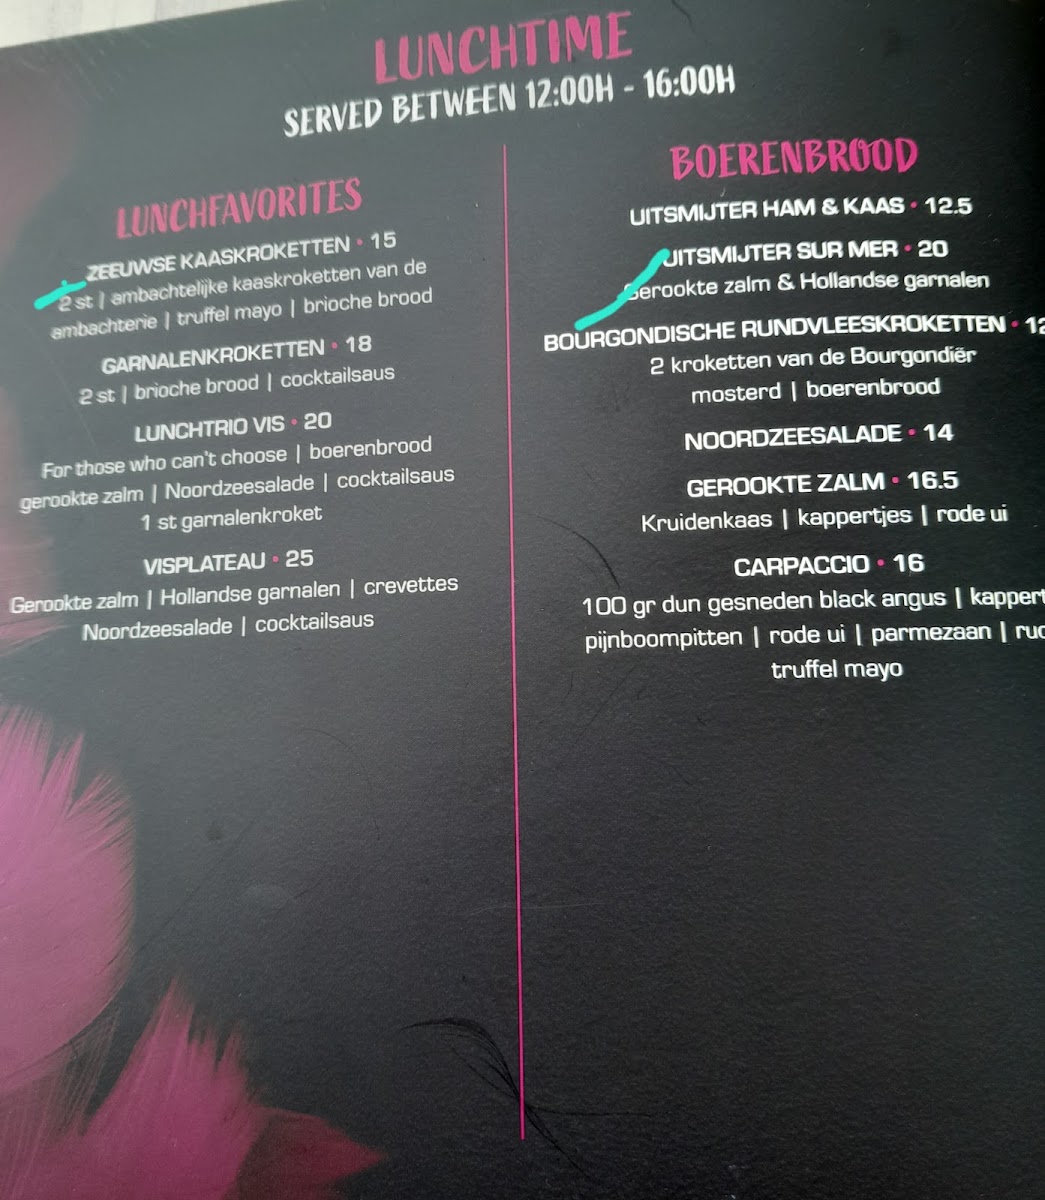 LUNCHTIME
SERVED BETWEEN 12:00H - 16:00H
LUNCHFAVORITES
ZEEUWSE KAASKROKETTEN • 15
2 st | ambachtelijke kaaskroketten van de
ambachterie | truffel mayo | brioche brood
GARNALENKROKETTEN • 18
2 st | brioche brood | cocktailsaus
LUNCHTRIO VIS • 20
For those who can't choose | boerenbrood
gerookte zalm | Noordzeesalade | cocktailsaus
1 st garnalenkroket
VISPLATEAU • 25
Gerookte zalm | Hollandse garnalen | crevettes
Noordzeesalade | cocktailsaus
BOERENBROOD
UITSMIJTER HAM & KAAS • 12.5
UITSMIJTER SUR MER • 20
Gerookte zalm & Hollandse garnalen
BOURGONDISCHE RUNDVLEESKROKETTEN • 12
2 kroketten van de Bourgondiër
mosterd | boerenbrood
NOORDZEESALADE • 14
GEROOKTE ZALM • 16.5
Kruidenkaas | kappertjes | rode ui
CARPACCIO • 16
100 gr dun gesneden black angus | kappert
pijnboompitten | rode ui | parmezaan |
truffel mayo